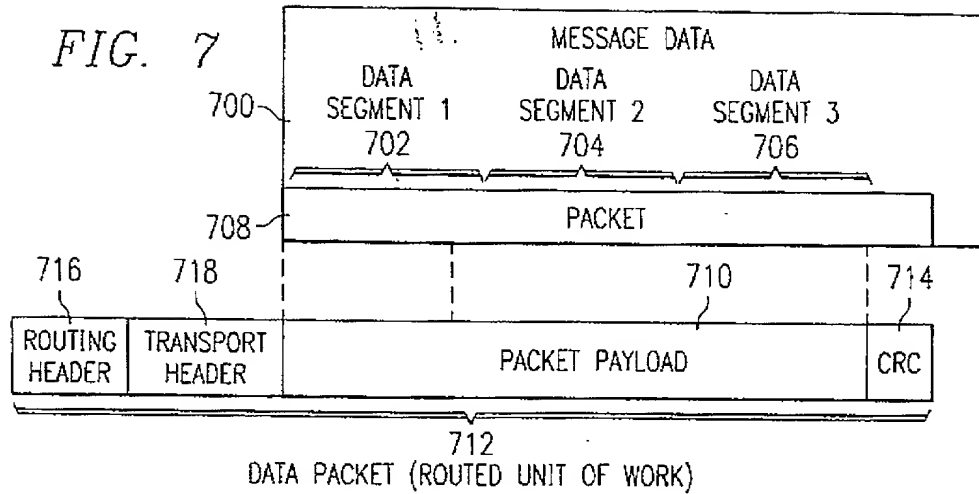 FIG. 7
MESSAGE DATA
700
DATA SEGMENT 1 702
DATA SEGMENT 2 704
DATA SEGMENT 3 706
708
PACKET
716
718
710
714
ROUTING HEADER
TRANSPORT HEADER
PACKET PAYLOAD
CRC
712
DATA PACKET (ROUTED UNIT OF WORK)